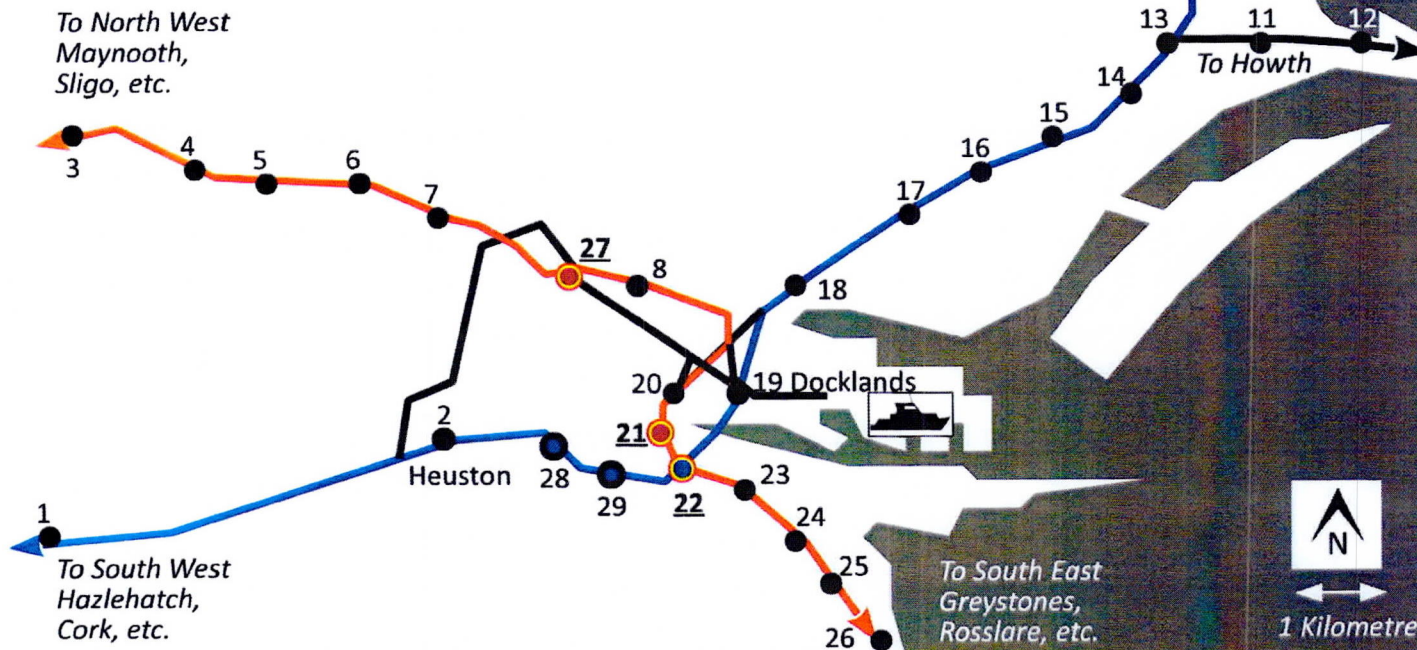 To North West
Maynooth,
Sligo, etc.
13
11
12
To Howth
14
15
16
17
3
4
5
6
7
27
8
18
20
19 Docklands
21
2
Heuston
28
29
22
23
24
25
26
1
To South West
Hazlehatch,
Cork, etc.
To South East
Greystones,
Rosslare, etc.
N
1 Kilometre